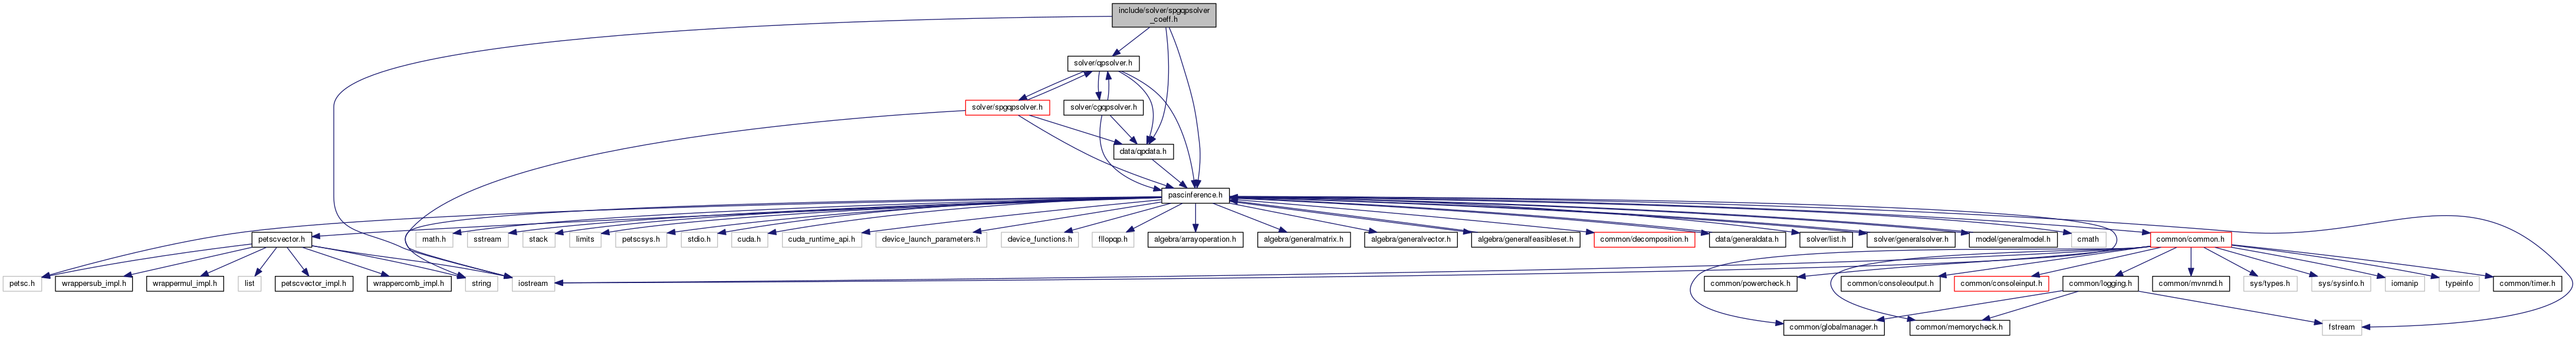 include/solver/spgqpsolver
_coeff.h
solver/qpsolver.h
solver/spgqpsolver.h
solver/cgqpsolver.h
data/qpdata.h
pascinference.h
petscvector.h
math.h
sstream
stack
limits
petscsys.h
stdio.h
cuda.h
cuda_runtime_api.h
device_launch_parameters.h
device_functions.h
fllopqp.h
algebra/arrayoperation.h
algebra/generalmatrix.h
algebra/generalvector.h
algebra/generalfeasibleset.h
common/decomposition.h
data/generaldata.h
solver/list.h
solver/generalsolver.h
model/generalmodel.h
cmath
common/common.h
petsc.h
wrappersub_impl.h
wrappermul_impl.h
list
petscvector_impl.h
wrappercomb_impl.h
string
iostream
common/powercheck.h
common/consoleoutput.h
common/consoleinput.h
common/logging.h
common/mvnrnd.h
sys/types.h
sys/sysinfo.h
iomanip
typeinfo
common/timer.h
common/globalmanager.h
common/memorycheck.h
fstream